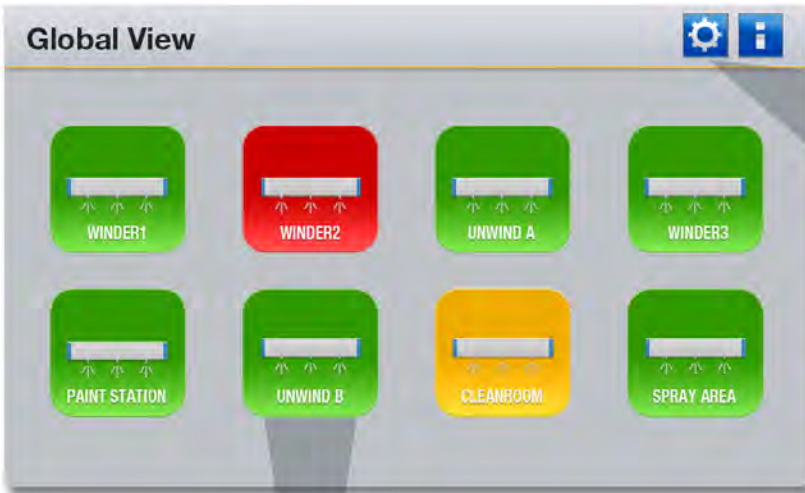 Global View
WINDER1
WINDER2
UNWIND A
WINDER3
PAINT STATION
UNWIND B
CLEANROOM
SPRAY AREA